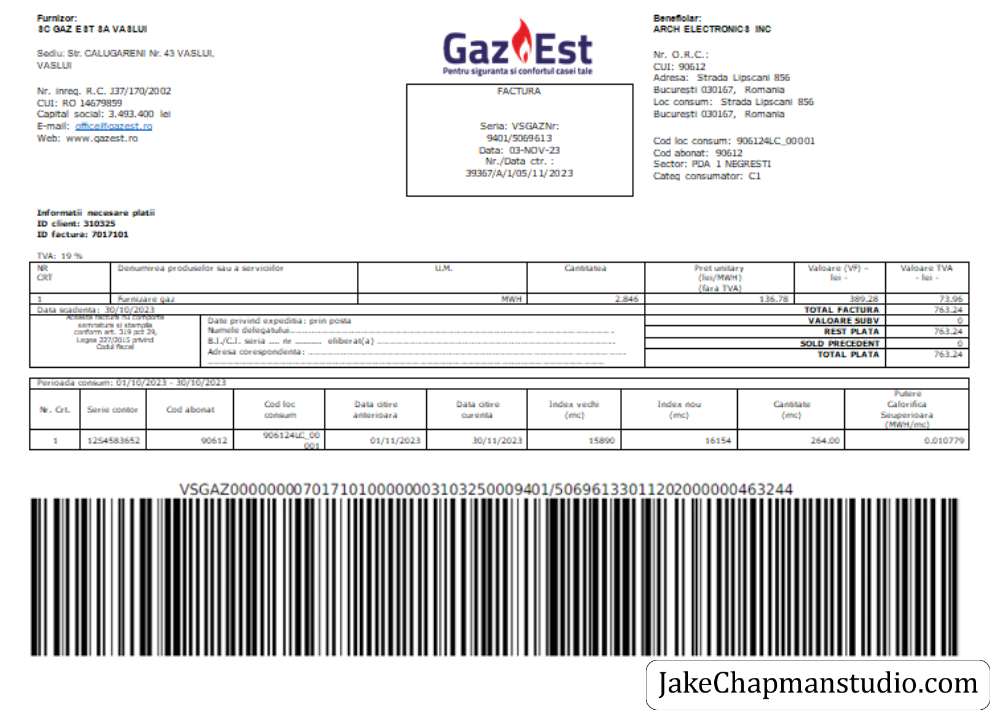 Furnizor:
SC GAZ EST SA VASLUI
Sediu: Str. CALUGARENI Nr. 43 VASLUI,
VASLUI
Nr. inreq. R.C. J37/170/2002
CUI: RO 14679859
Capital social: 3.493.400 lei
E-mail: office@gazest.ro
Web: www.gazest.ro
Gaz Est
Pentru siguranta si confortul casei tale
FACTURA
Seria: VSGAZNr:
9401/5069613
Data: 03-NOV-23
Nr./Data ctr. :
39367/A/1/05/11/2023
Beneficiar:
ARCH ELECTRONICS INC
Nr. O.R.C.:
CUI: 90612
Adresa: Strada Lipscani 856
București 030167, Romania
Loc consum: Strada Lipscani 856
București 030167, Romania
Cod loc consum: 906124LC_00001
Cod abonat: 90612
Sector: PDA 1 NEGRESTI
Categ consumator: C1
Informatii necesare platii
ID client: 310325
ID factura: 7017101
TVA: 19 %
NR CRT Denumirea produselor sau a serviciilor U.M. Cantitatea Pret unitary (lei/MWH) (fara TVA) Valoare (VF) - lei - Valoare TVA - lei -
1 Furnizare gaz MWH 2.846 136.78 389.28 73.96
Data scadenta: 30/10/2023 TOTAL FACTURA 763.24
Aceasta factura nu comporta
semnatura si stampila
conform art. 319 pct 29,
Legea 227/2015 privind
Codul fiscal
Date privind expeditia: prin posta
Numele delegatului
B.I./C.I. seria .... nr .......... eliberat(a)
Adresa corespondenta:
VALOARE SUBV 0
REST PLATA 763.24
SOLD PRECEDENT 0
TOTAL PLATA 763.24
Perioada consum: 01/10/2023 - 30/10/2023
Nr. Crt. Serie contor Cod abonat Cod loc consum Data citire anterioara Data citire curenta Index vechi (mc) Index nou (mc) Cantitate (mc) Putere Calorifica Seuperioara (MWH/mc)
1 1254583652 90612 906124LC_00001 01/11/2023 30/11/2023 15890 16154 264.00 0.010779
VSGAZ00000000701710100000003103250009401/506961330112020000004632​44
JakeChapmanstudio.com